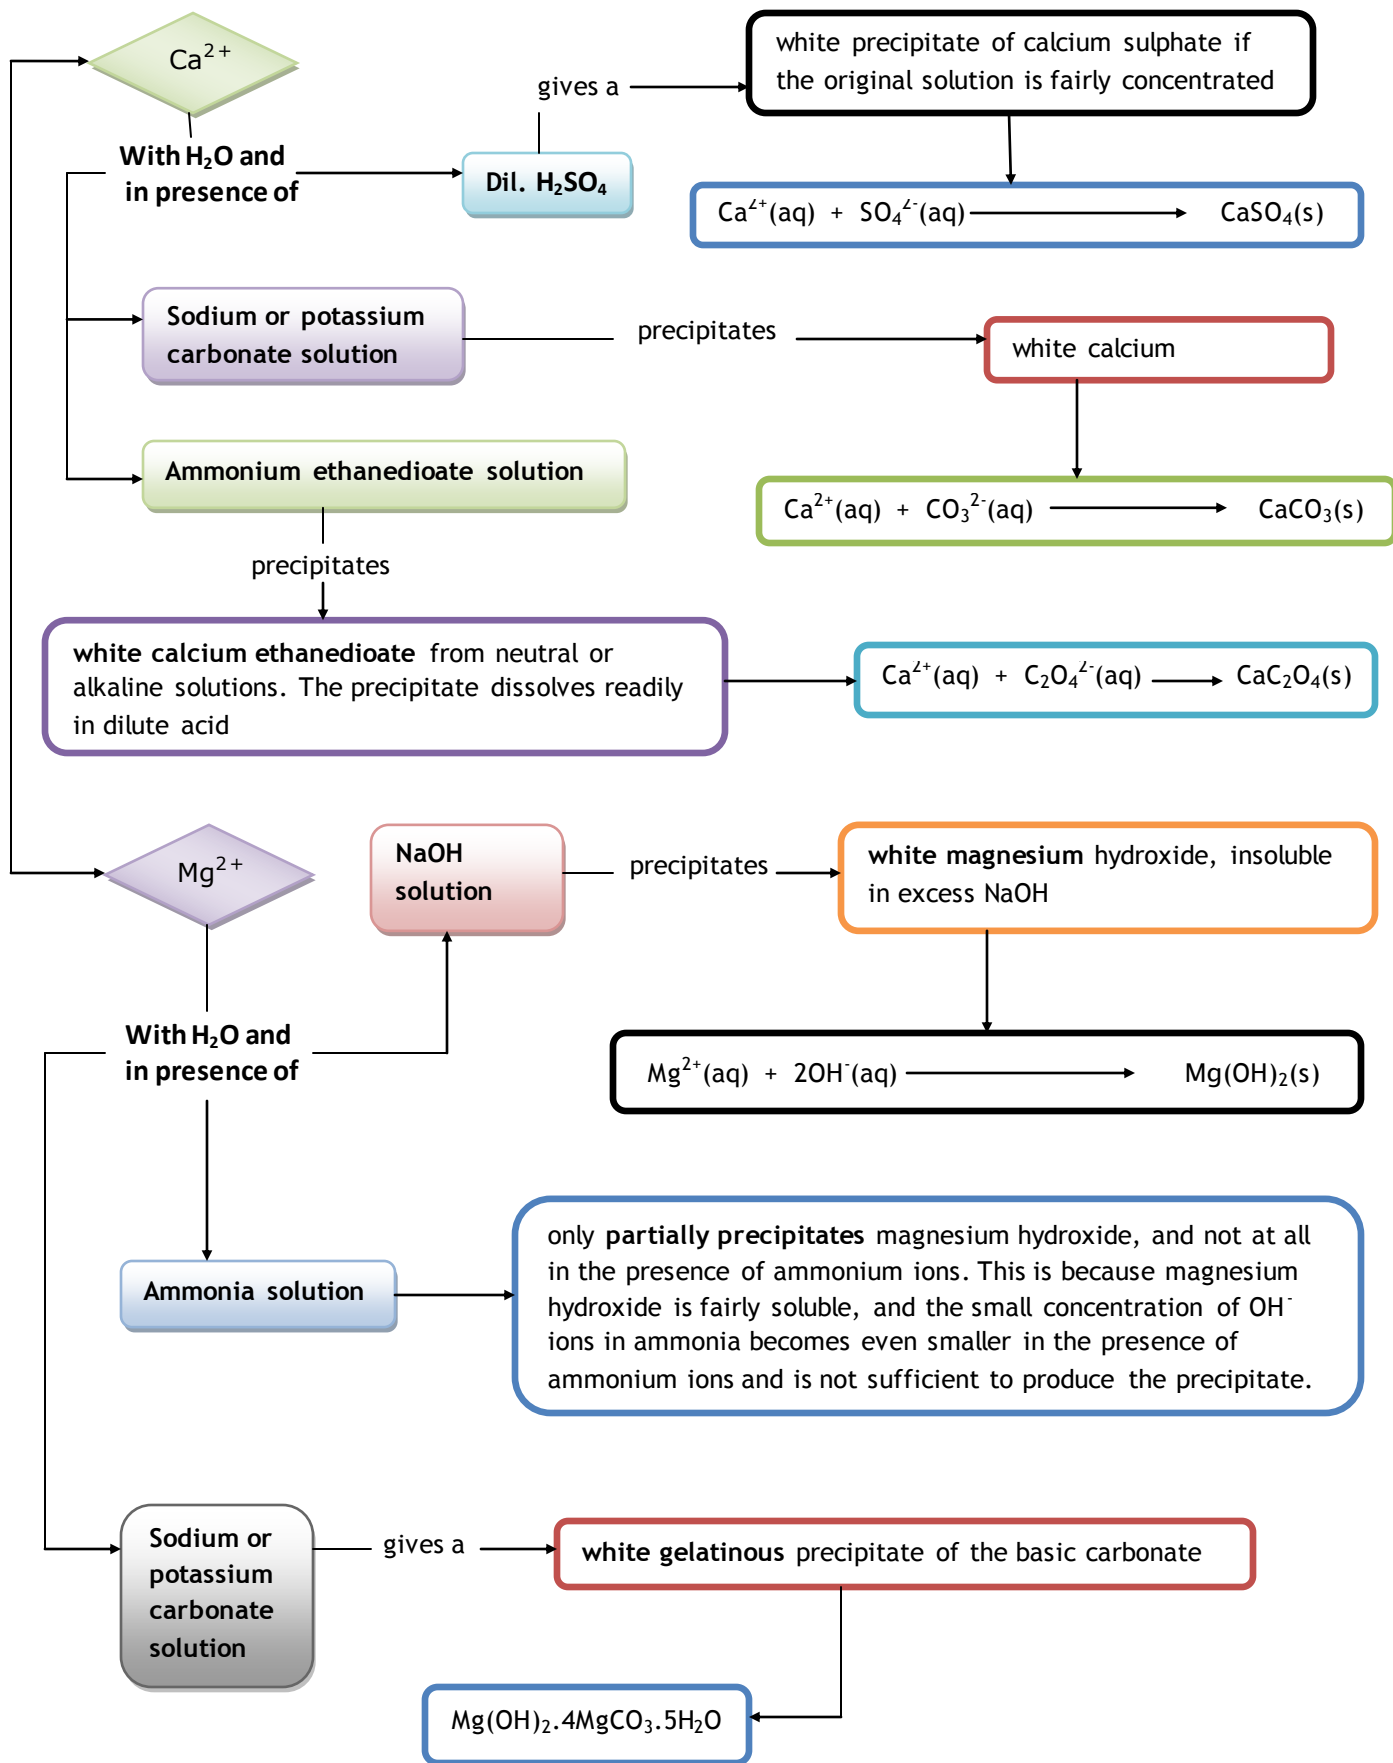 Ca²⁺
gives a
white precipitate of calcium sulphate if
the original solution is fairly concentrated
With H₂O and
in presence of
Dil. H₂SO₄
Ca²⁺(aq) + SO₄²⁻(aq) ⟶ CaSO₄(s)
Sodium or potassium
carbonate solution
precipitates
white calcium
Ammonium ethanedioate solution
Ca²⁺(aq) + CO₃²⁻(aq) ⟶ CaCO₃(s)
precipitates
white calcium ethanedioate from neutral or
alkaline solutions. The precipitate dissolves readily
in dilute acid
Ca²⁺(aq) + C₂O₄²⁻(aq) ⟶ CaC₂O₄(s)
Mg²⁺
NaOH
solution
precipitates
white magnesium hydroxide, insoluble
in excess NaOH
With H₂O and
in presence of
Mg²⁺(aq) + 2OH⁻(aq) ⟶ Mg(OH)₂(s)
Ammonia solution
only partially precipitates magnesium hydroxide, and not at all
in the presence of ammonium ions. This is because magnesium
hydroxide is fairly soluble, and the small concentration of OH⁻
ions in ammonia becomes even smaller in the presence of
ammonium ions and is not sufficient to produce the precipitate.
Sodium or
potassium
carbonate
solution
gives a
white gelatinous precipitate of the basic carbonate
Mg(OH)₂.4MgCO₃.5H₂O